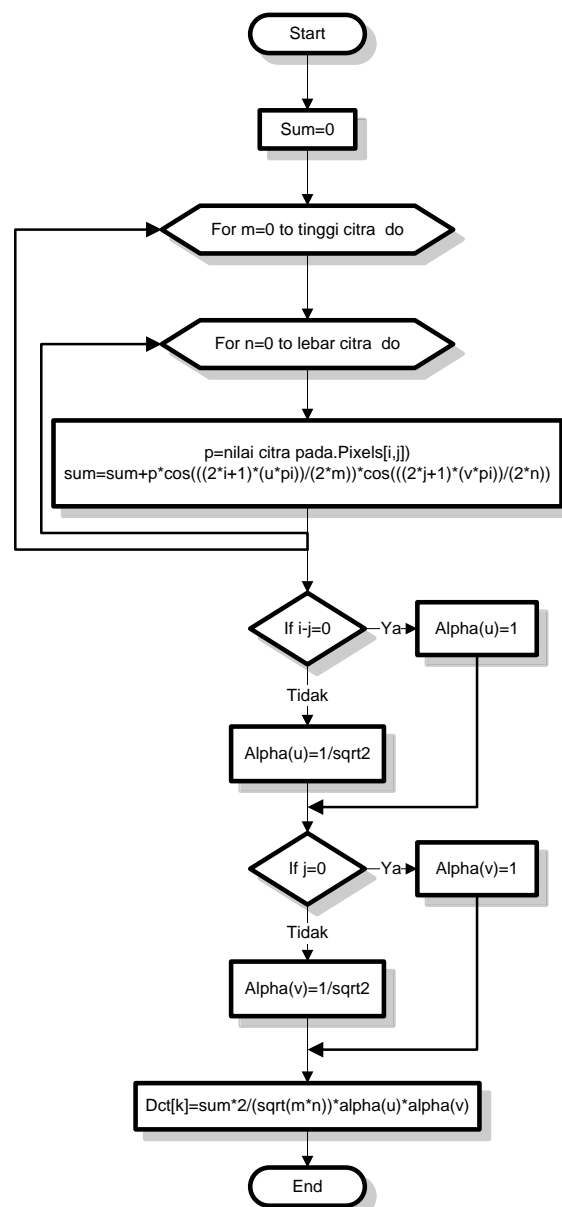 Start
Sum=0
For m=0 to tinggi citra do
For n=0 to lebar citra do
p=nilai citra pada.Pixels[i,j])
sum=sum+p*cos(((2*i+1)*(u*pi))/(2*m))*cos(((2*j+1)*(v*pi))/(2*n))
If i-j=0
Ya
Alpha(u)=1
Tidak
Alpha(u)=1/sqrt2
If j=0
Ya
Alpha(v)=1
Tidak
Alpha(v)=1/sqrt2
Dct[k]=sum*2/(sqrt(m*n))*alpha(u)*alpha(v)
End